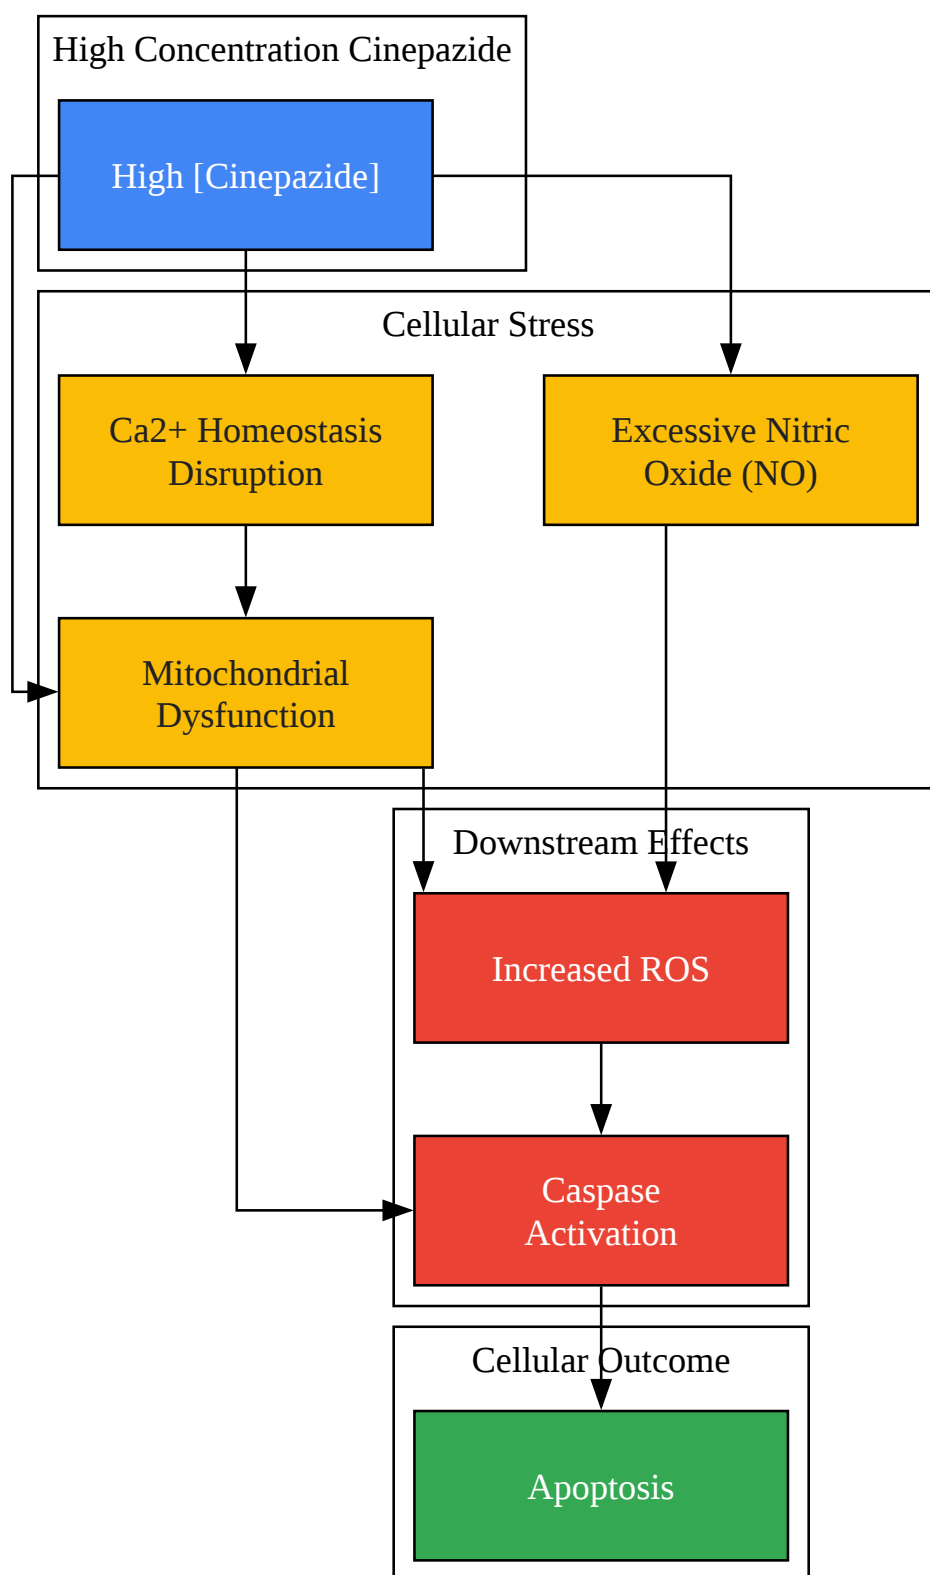 High Concentration Cinepazide
High [Cinepazide]
Cellular Stress
Ca2+ Homeostasis
Disruption
Excessive Nitric
Oxide (NO)
Mitochondrial
Dysfunction
Downstream Effects
Increased ROS
Caspase
Activation
Cellular Outcome
Apoptosis